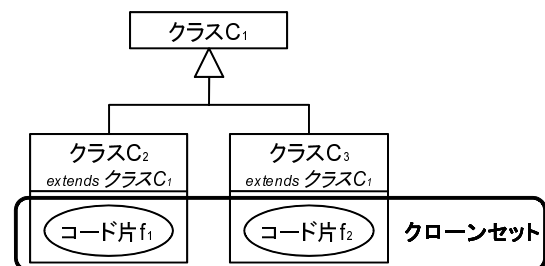 クラスC1
クラスC2
extends クラスC1
クラスC3
extends クラスC1
コード片f1
コード片f2
クローンセット